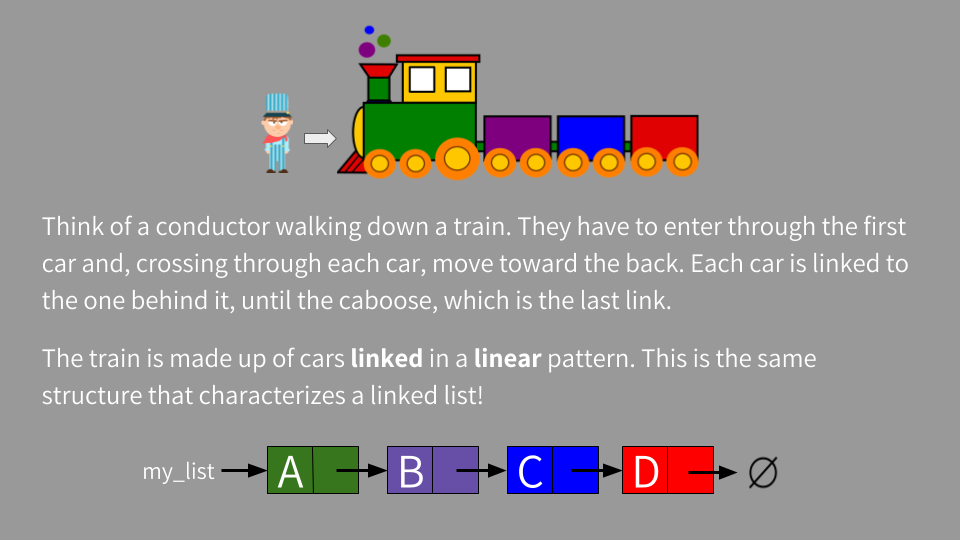 Think of a conductor walking down a train. They have to enter through the first
car and, crossing through each car, move toward the back. Each car is linked to
the one behind it, until the caboose, which is the last link.
The train is made up of cars linked in a linear pattern. This is the same
structure that characterizes a linked list!
my_list A B C D ∅